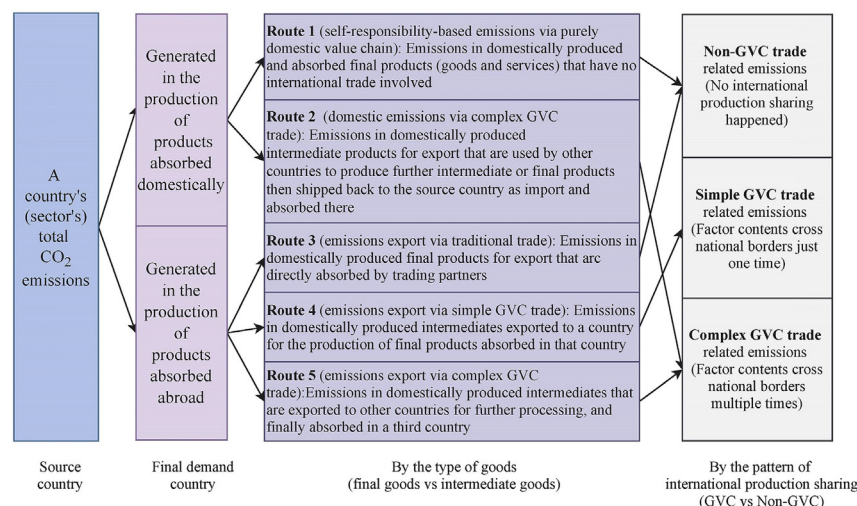 A
country's
(sector's)
total
CO2
emissions
Generated
in the
production
of
products
absorbed
domestically
Generated
in the
production
of
products
absorbed
abroad
Route 1 (self-responsibility-based emissions via purely
domestic value chain): Emissions in domestically produced
and absorbed final products (goods and services) that have no
international trade involved
Route 2 (domestic emissions via complex GVC
trade): Emissions in domestically produced
intermediate products for export that are used by other
countries to produce further intermediate or final products
then shipped back to the source country as import and
absorbed there
Route 3 (emissions export via traditional trade): Emissions in
domestically produced final products for export that arc
directly absorbed by trading partners
Route 4 (emissions export via simple GVC trade): Emissions
in domestically produced intermediates exported to a country
for the production of final products absorbed in that country
Route 5 (emissions export via complex GVC
trade):Emissions in domestically produced intermediates that
are exported to other countries for further processing, and
finally absorbed in a third country
Non-GVC trade
related emissions
(No international
production sharing
happened)
Simple GVC trade
related emissions
(Factor contents cross
national borders just
one time)
Complex GVC trade
related emissions
(Factor contents cross
national borders
multiple times)
Source
country
Final demand
country
By the type of goods
(final goods vs intermediate goods)
By the pattern of
international production sharing
(GVC vs Non-GVC)